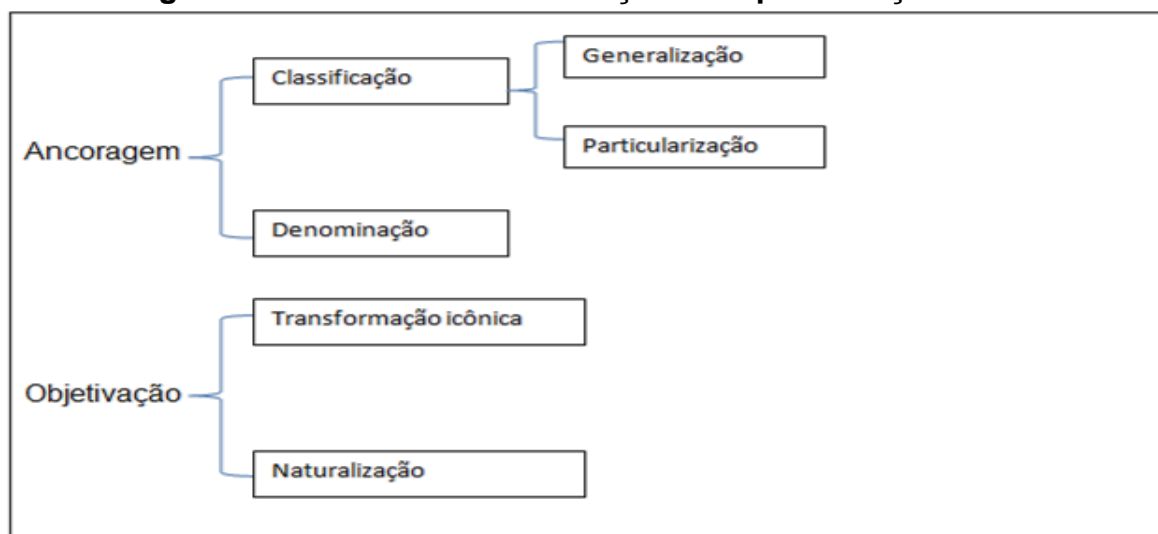 Classificação
Generalização
Particularização
Ancoragem
Denominação
Transformação icônica
Objetivação
Naturalização